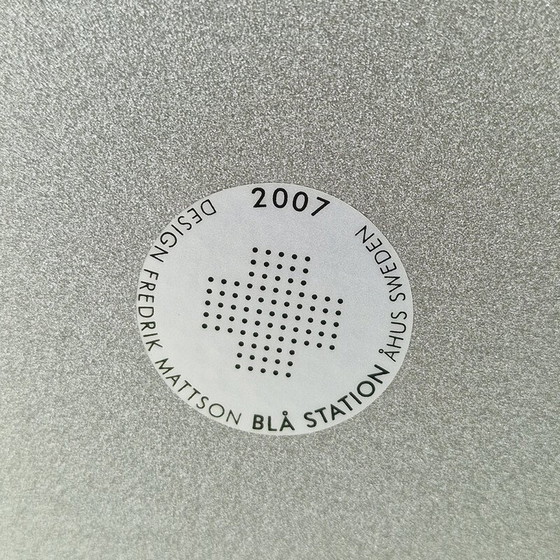 2007
DESIGN FREDRIK MATTSON BLÅ STATION ÅHUS SWEDEN